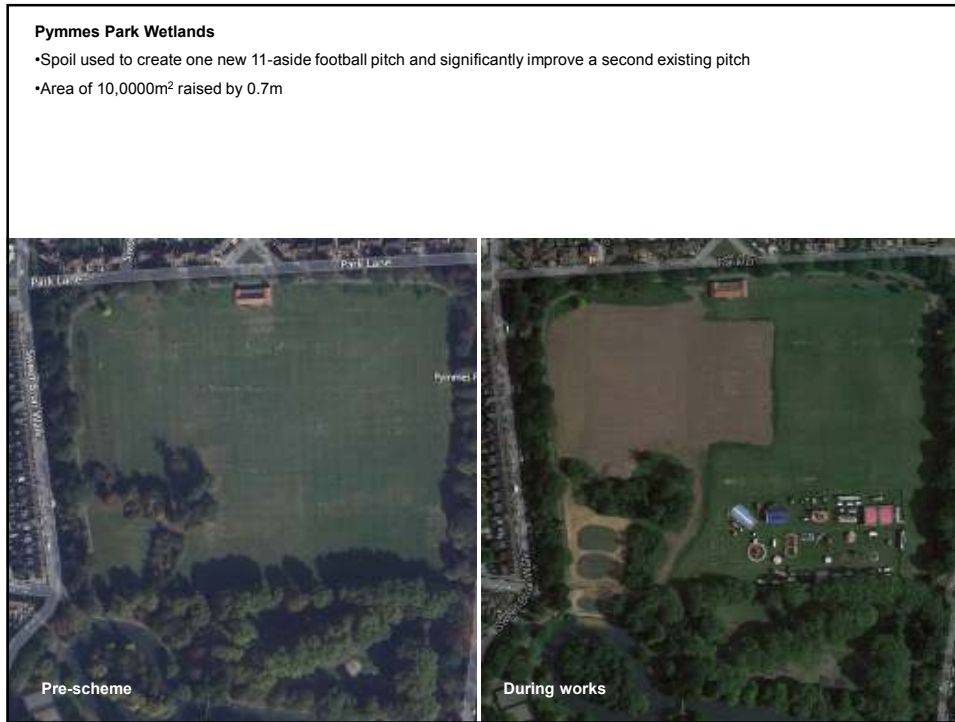 Pymmes Park Wetlands
•Spoil used to create one new 11-aside football pitch and significantly improve a second existing pitch
•Area of 10,0000m² raised by 0.7m
Park Lane
Park Lane
Pymmes P
Pre-scheme
During works